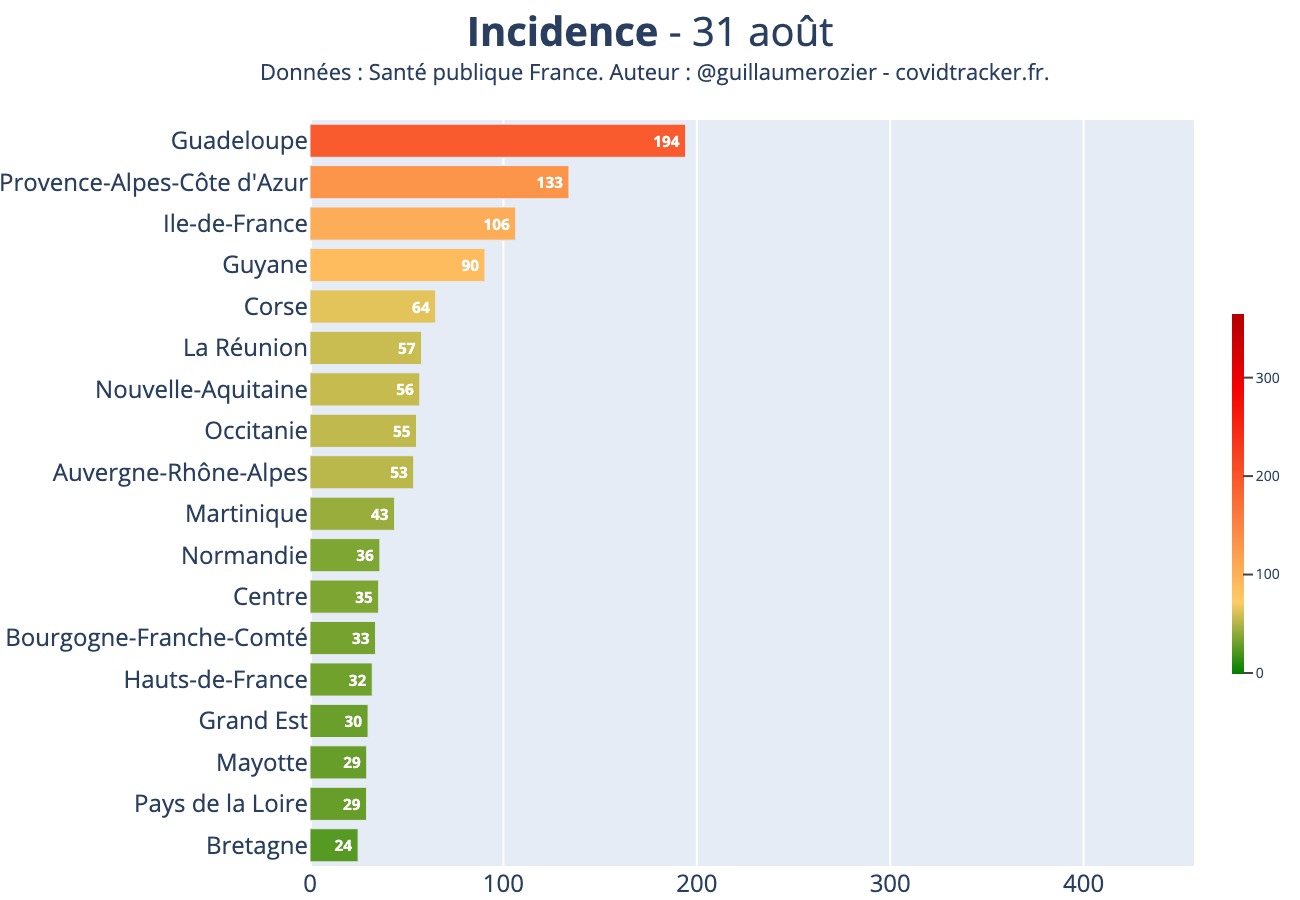 Incidence - 31 août
Données : Santé publique France. Auteur : @guillaumerozier - covidtracker.fr.
Guadeloupe 194
Provence-Alpes-Côte d'Azur 133
Ile-de-France 106
Guyane 90
Corse 64
La Réunion 57
Nouvelle-Aquitaine 56
Occitanie 55
Auvergne-Rhône-Alpes 53
Martinique 43
Normandie 36
Centre 35
Bourgogne-Franche-Comté 33
Hauts-de-France 32
Grand Est 30
Mayotte 29
Pays de la Loire 29
Bretagne 24
0 100 200 300 400
300
200
100
0